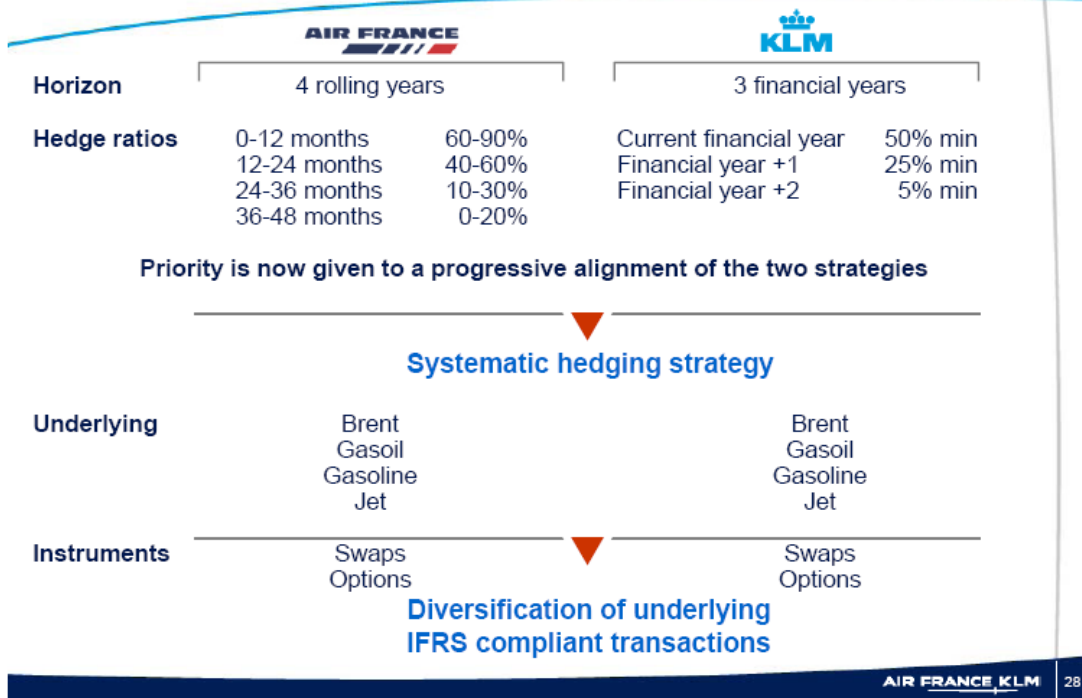 AIR FRANCE KLM
Horizon 4 rolling years 3 financial years
Hedge ratios 0-12 months 60-90% Current financial year 50% min
12-24 months 40-60% Financial year +1 25% min
24-36 months 10-30% Financial year +2 5% min
36-48 months 0-20%
Priority is now given to a progressive alignment of the two strategies
Systematic hedging strategy
Underlying Brent Brent
Gasoil Gasoil
Gasoline Gasoline
Jet Jet
Instruments Swaps Swaps
Options Options
Diversification of underlying
IFRS compliant transactions
AIR FRANCE KLM 28